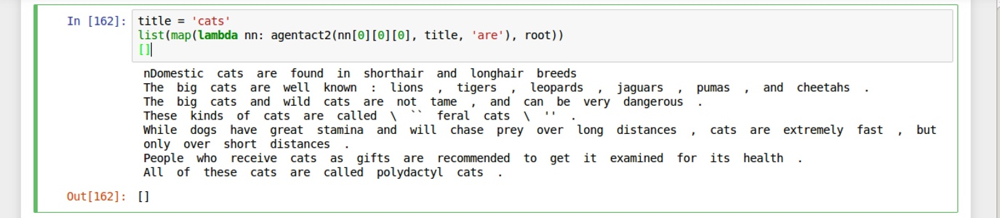 In [162]: title = 'cats'
list(map(lambda nn: agentact2(nn[0][0][0], title, 'are'), root))
[]
nDomestic cats are found in shorthair and longhair breeds
The big cats are well known : lions , tigers , leopards , jaguars , pumas , and cheetahs .
The big cats and wild cats are not tame , and can be very dangerous .
These kinds of cats are called \ `` feral cats \ '' .
While dogs have great stamina and will chase prey over long distances , cats are extremely fast , but
only over short distances .
People who receive cats as gifts are recommended to get it examined for its health .
All of these cats are called polydactyl cats .
Out[162]: []